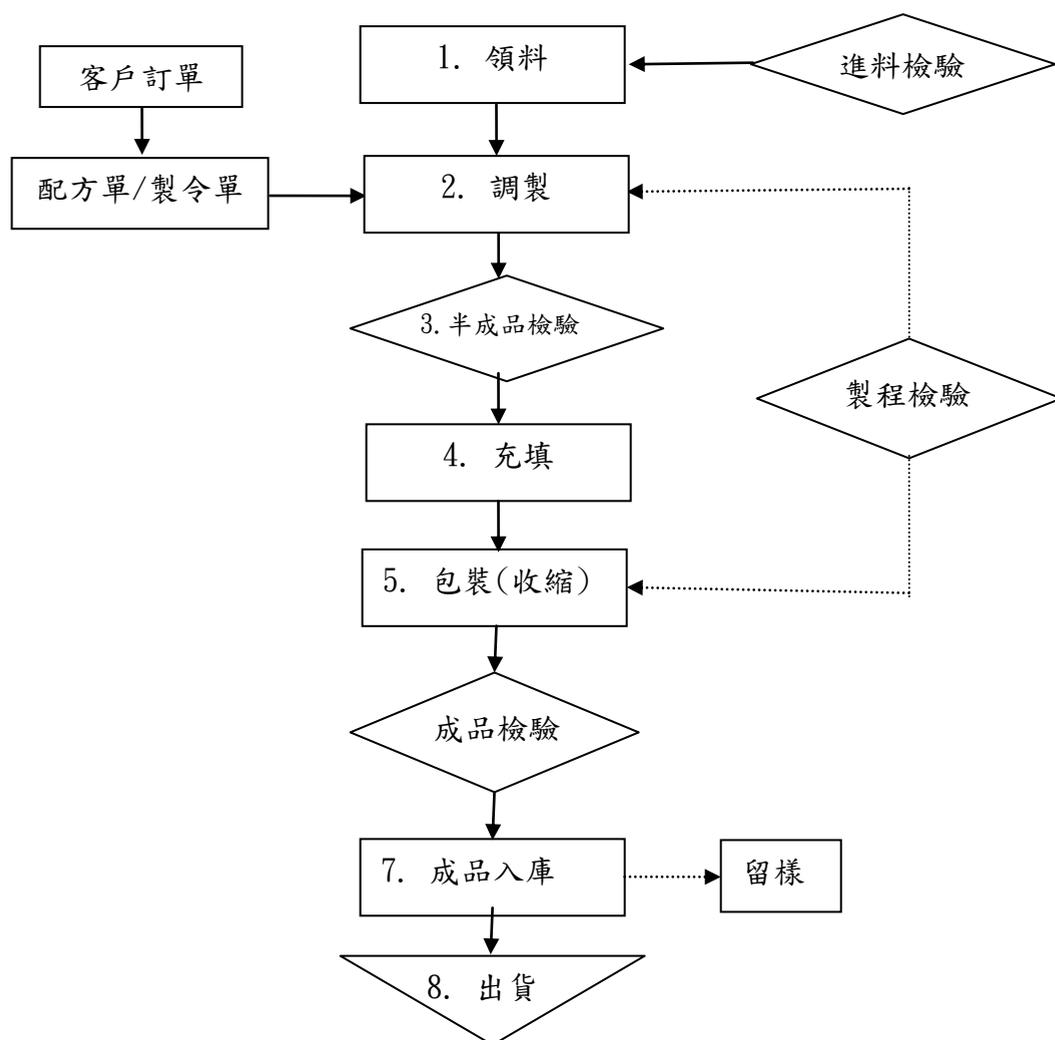 客戶訂單
1. 領料
進料檢驗
配方單/製令單
2. 調製
3.半成品檢驗
製程檢驗
4. 充填
5. 包裝(收縮)
成品檢驗
7. 成品入庫
留樣
8. 出貨